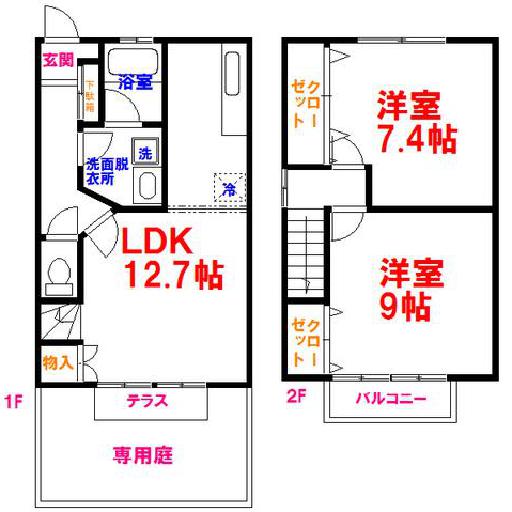 玄関
下駄箱
浴室
洗面脱
衣所
洗
冷
LDK
12.7帖
物入
テラス
専用庭
1F
クロー
ゼット
洋室
7.4帖
洋室
9帖
クロー
ゼット
バルコニー
2F